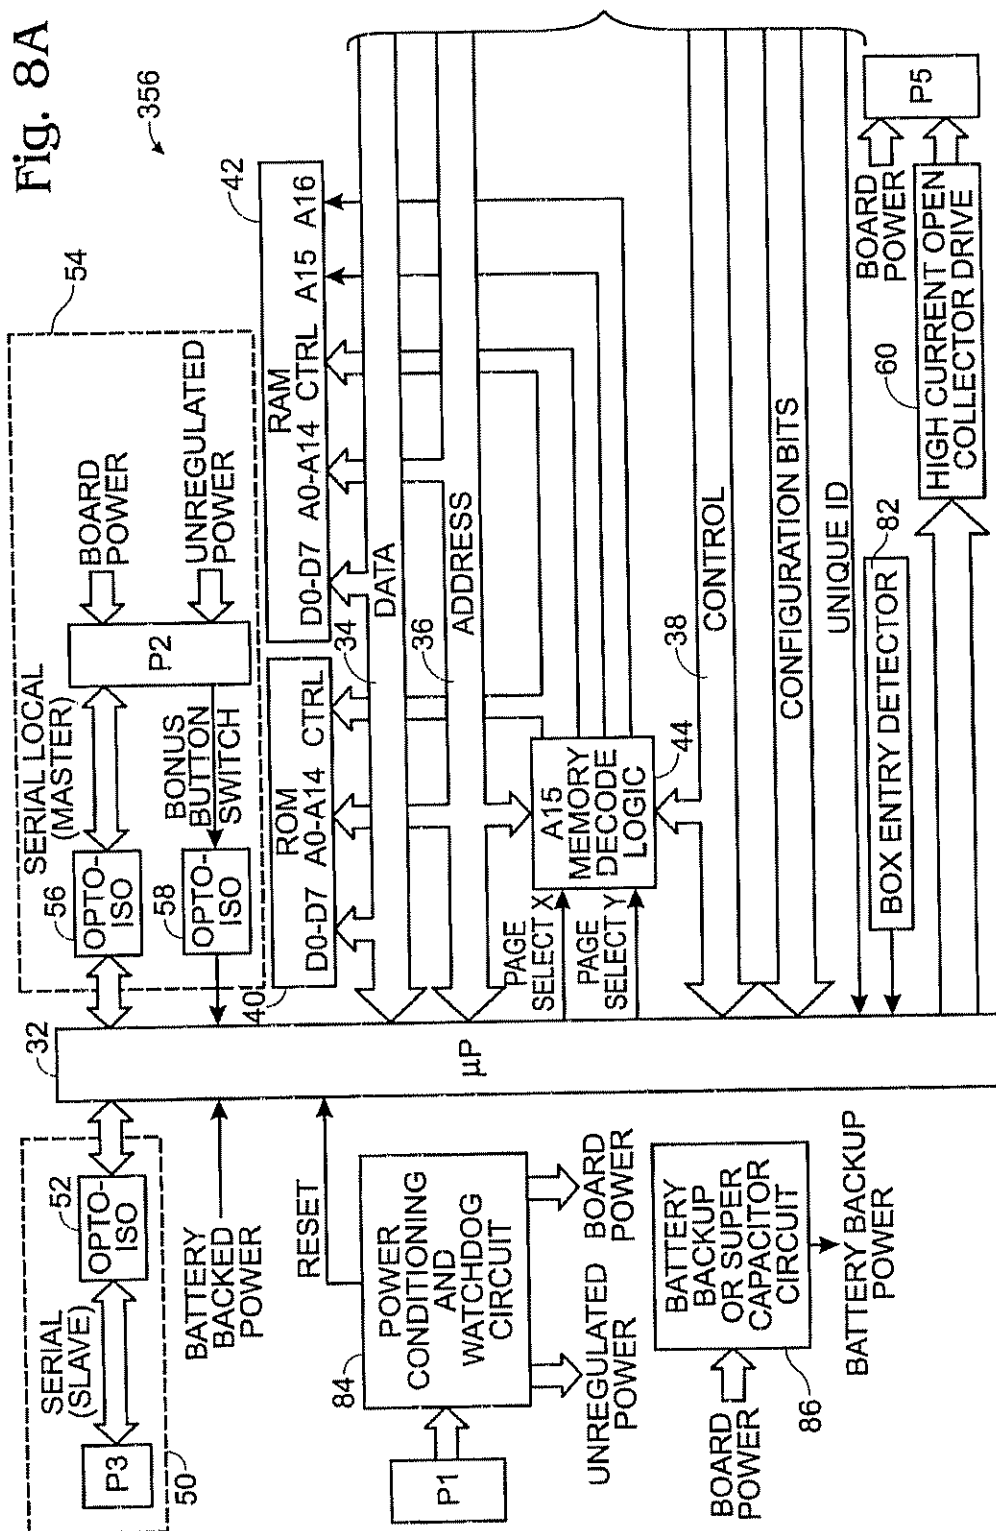 Fig. 8A
356
54
SERIAL LOCAL
(MASTER)
BOARD
POWER
UNREGULATED
POWER
P2
BONUS
BUTTON
SWITCH
56
OPTO-
ISO
58
OPTO-
ISO
32
µP
SERIAL
(SLAVE)
52
OPTO-
ISO
P3
50
BATTERY
BACKED
POWER
RESET
40
ROM
D0-D7 A0-A14 CTRL
42
RAM
D0-D7 A0-A14 CTRL A15 A16
34
DATA
36
ADDRESS
PAGE
SELECT X
PAGE
SELECT Y
A15
MEMORY
DECODE
LOGIC
44
38
CONTROL
CONFIGURATION BITS
UNIQUE ID
BOX ENTRY DETECTOR
82
60
HIGH CURRENT OPEN
COLLECTOR DRIVE
BOARD
POWER
P5
84
POWER
CONDITIONING
AND
WATCHDOG
CIRCUIT
P1
UNREGULATED
POWER
BOARD
POWER
BATTERY
BACKUP
OR SUPER
CAPACITOR
CIRCUIT
86
BOARD
POWER
BATTERY BACKUP
POWER